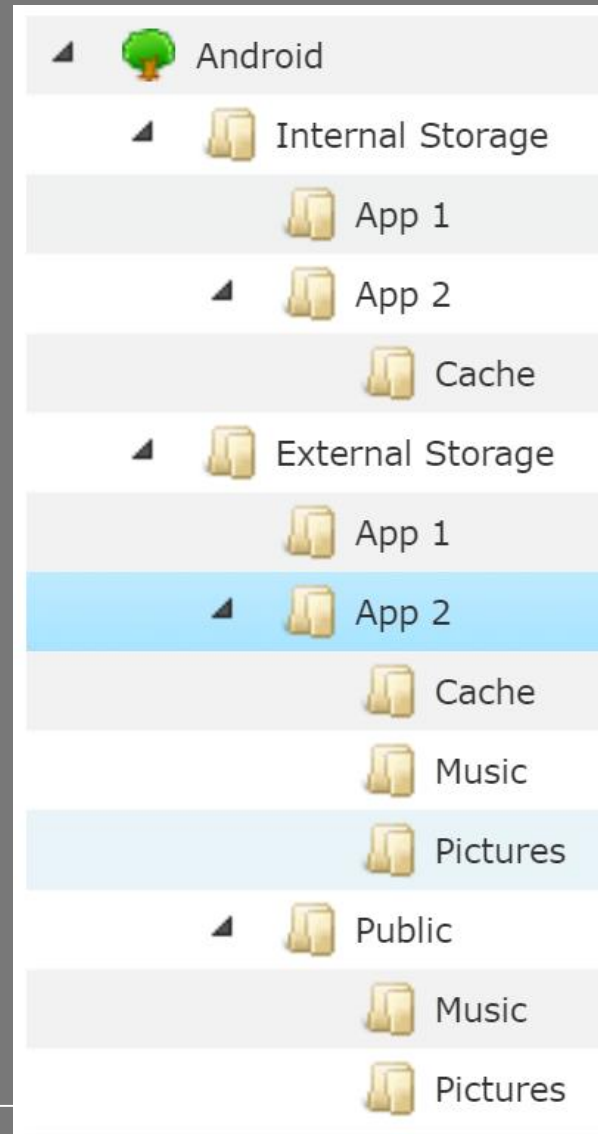 Android
Internal Storage
App 1
App 2
Cache
External Storage
App 1
App 2
Cache
Music
Pictures
Public
Music
Pictures